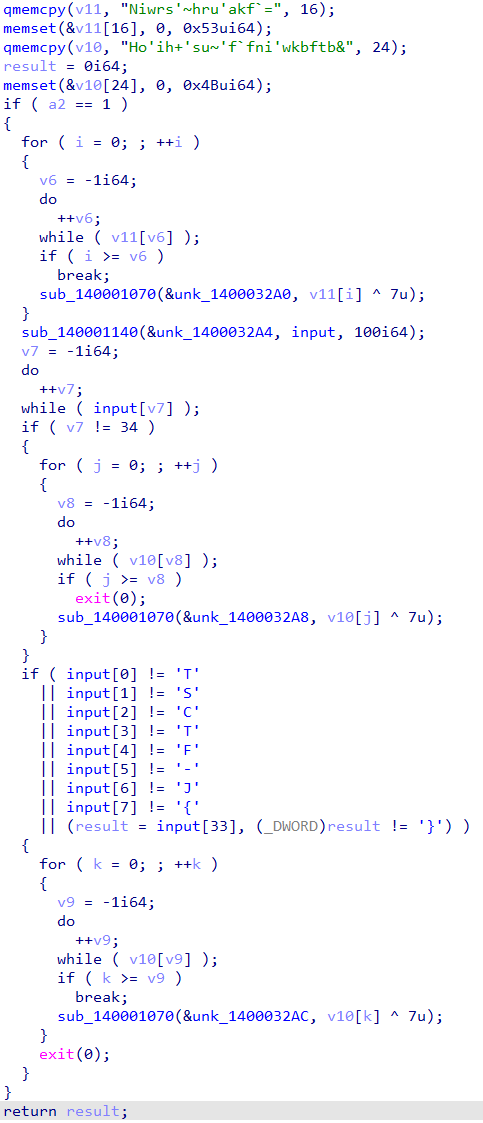 qmemcpy(v11, "Niwrs'~hru'akf`=", 16);
memset(&v11[16], 0, 0x53ui64);
qmemcpy(v10, "Ho'ih+'su~'f`fni'wkbftb&", 24);
result = 0i64;
memset(&v10[24], 0, 0x4Bui64);
if ( a2 == 1 )
{
  for ( i = 0; ; ++i )
  {
    v6 = -1i64;
    do
      ++v6;
    while ( v11[v6] );
    if ( i >= v6 )
      break;
    sub_140001070(&unk_1400032A0, v11[i] ^ 7u);
  }
  sub_140001140(&unk_1400032A4, input, 100i64);
  v7 = -1i64;
  do
    ++v7;
  while ( input[v7] );
  if ( v7 != 34 )
  {
    for ( j = 0; ; ++j )
    {
      v8 = -1i64;
      do
        ++v8;
      while ( v10[v8] );
      if ( j >= v8 )
        exit(0);
      sub_140001070(&unk_1400032A8, v10[j] ^ 7u);
    }
  }
  if ( input[0] != 'T'
    || input[1] != 'S'
    || input[2] != 'C'
    || input[3] != 'T'
    || input[4] != 'F'
    || input[5] != '-'
    || input[6] != 'J'
    || input[7] != '{'
    || (result = input[33], (_DWORD)result != '}') )
  {
    for ( k = 0; ; ++k )
    {
      v9 = -1i64;
      do
        ++v9;
      while ( v10[v9] );
      if ( k >= v9 )
        break;
      sub_140001070(&unk_1400032AC, v10[k] ^ 7u);
    }
    exit(0);
  }
}
return result;